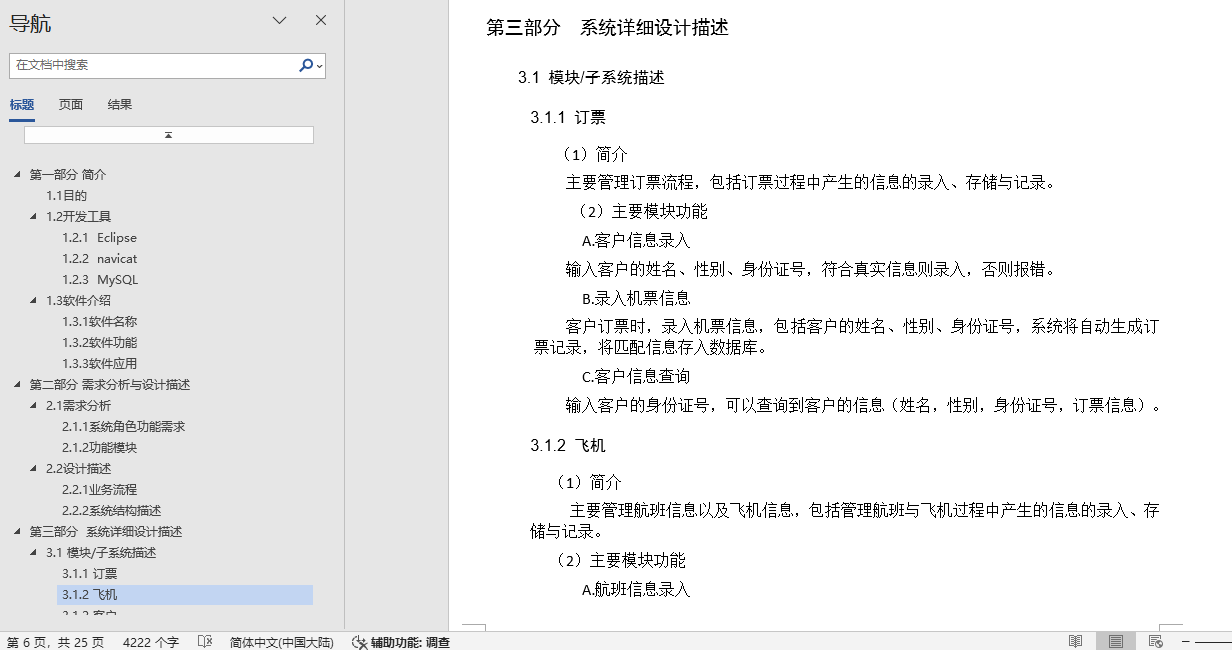 导航
在文档中搜索
标题 页面 结果
第一部分 简介
1.1目的
1.2开发工具
1.2.1 Eclipse
1.2.2 navicat
1.2.3 MySQL
1.3软件介绍
1.3.1软件名称
1.3.2软件功能
1.3.3软件应用
第二部分 需求分析与设计描述
2.1需求分析
2.1.1系统角色功能需求
2.1.2功能模块
2.2设计描述
2.2.1业务流程
2.2.2系统结构描述
第三部分 系统详细设计描述
3.1 模块/子系统描述
3.1.1 订票
3.1.2 飞机
3.1.3 客户
第三部分 系统详细设计描述
3.1 模块/子系统描述
3.1.1 订票
（1）简介
主要管理订票流程，包括订票过程中产生的信息的录入、存储与记录。
（2）主要模块功能
A.客户信息录入
输入客户的姓名、性别、身份证号，符合真实信息则录入，否则报错。
B.录入机票信息
客户订票时，录入机票信息，包括客户的姓名、性别、身份证号，系统将自动生成订
票记录，将匹配信息存入数据库。
C.客户信息查询
输入客户的身份证号，可以查询到客户的信息（姓名，性别，身份证号，订票信息）。
3.1.2 飞机
（1）简介
主要管理航班信息以及飞机信息，包括管理航班与飞机过程中产生的信息的录入、存
储与记录。
（2）主要模块功能
A.航班信息录入
第 6 页，共 25 页 4222 个字 简体中文(中国大陆) 辅助功能: 调查